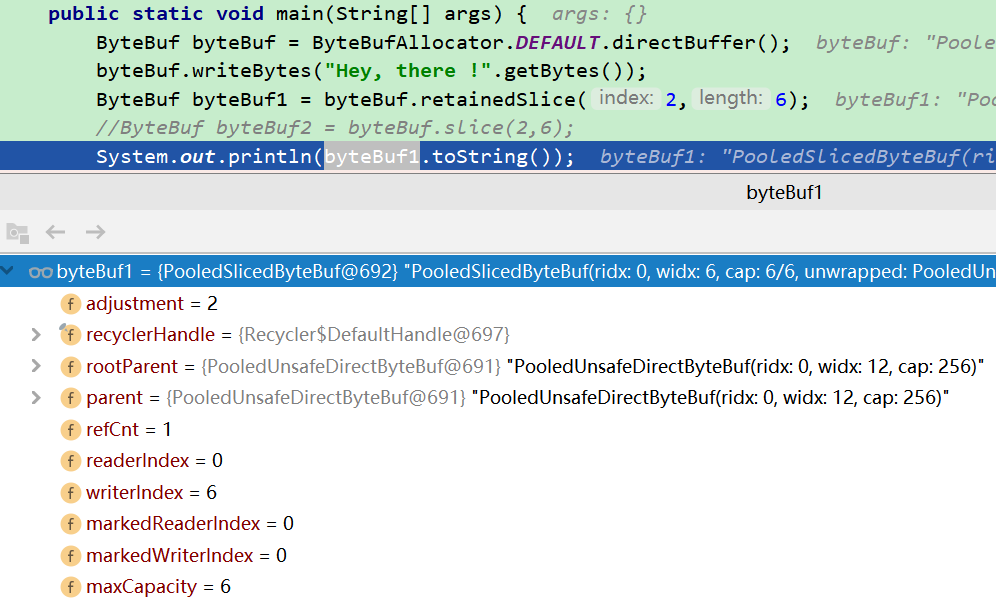 public static void main(String[] args) {  args: {}
ByteBuf byteBuf = ByteBufAllocator.DEFAULT.directBuffer();  byteBuf: "Poole
byteBuf.writeBytes("Hey, there !".getBytes());
ByteBuf byteBuf1 = byteBuf.retainedSlice( index: 2, length: 6);  byteBuf1: "Poo
//ByteBuf byteBuf2 = byteBuf.slice(2,6);
System.out.println(byteBuf1.toString());  byteBuf1: "PooledSlicedByteBuf(ri
byteBuf1
byteBuf1 = {PooledSlicedByteBuf@692} "PooledSlicedByteBuf(ridx: 0, widx: 6, cap: 6/6, unwrapped: PooledUn
f adjustment = 2
f recyclerHandle = {Recycler$DefaultHandle@697}
f rootParent = {PooledUnsafeDirectByteBuf@691} "PooledUnsafeDirectByteBuf(ridx: 0, widx: 12, cap: 256)"
f parent = {PooledUnsafeDirectByteBuf@691} "PooledUnsafeDirectByteBuf(ridx: 0, widx: 12, cap: 256)"
f refCnt = 1
f readerIndex = 0
f writerIndex = 6
f markedReaderIndex = 0
f markedWriterIndex = 0
f maxCapacity = 6